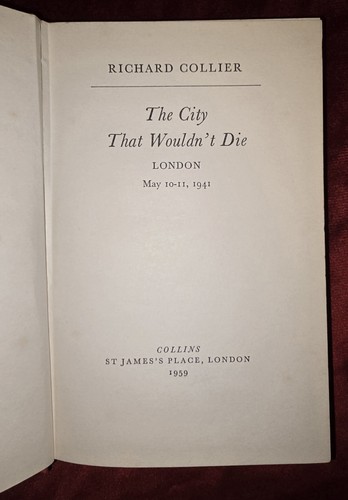 RICHARD COLLIER
The City
That Wouldn't Die
LONDON
May 10-11, 1941
COLLINS
ST JAMES'S PLACE, LONDON
1959